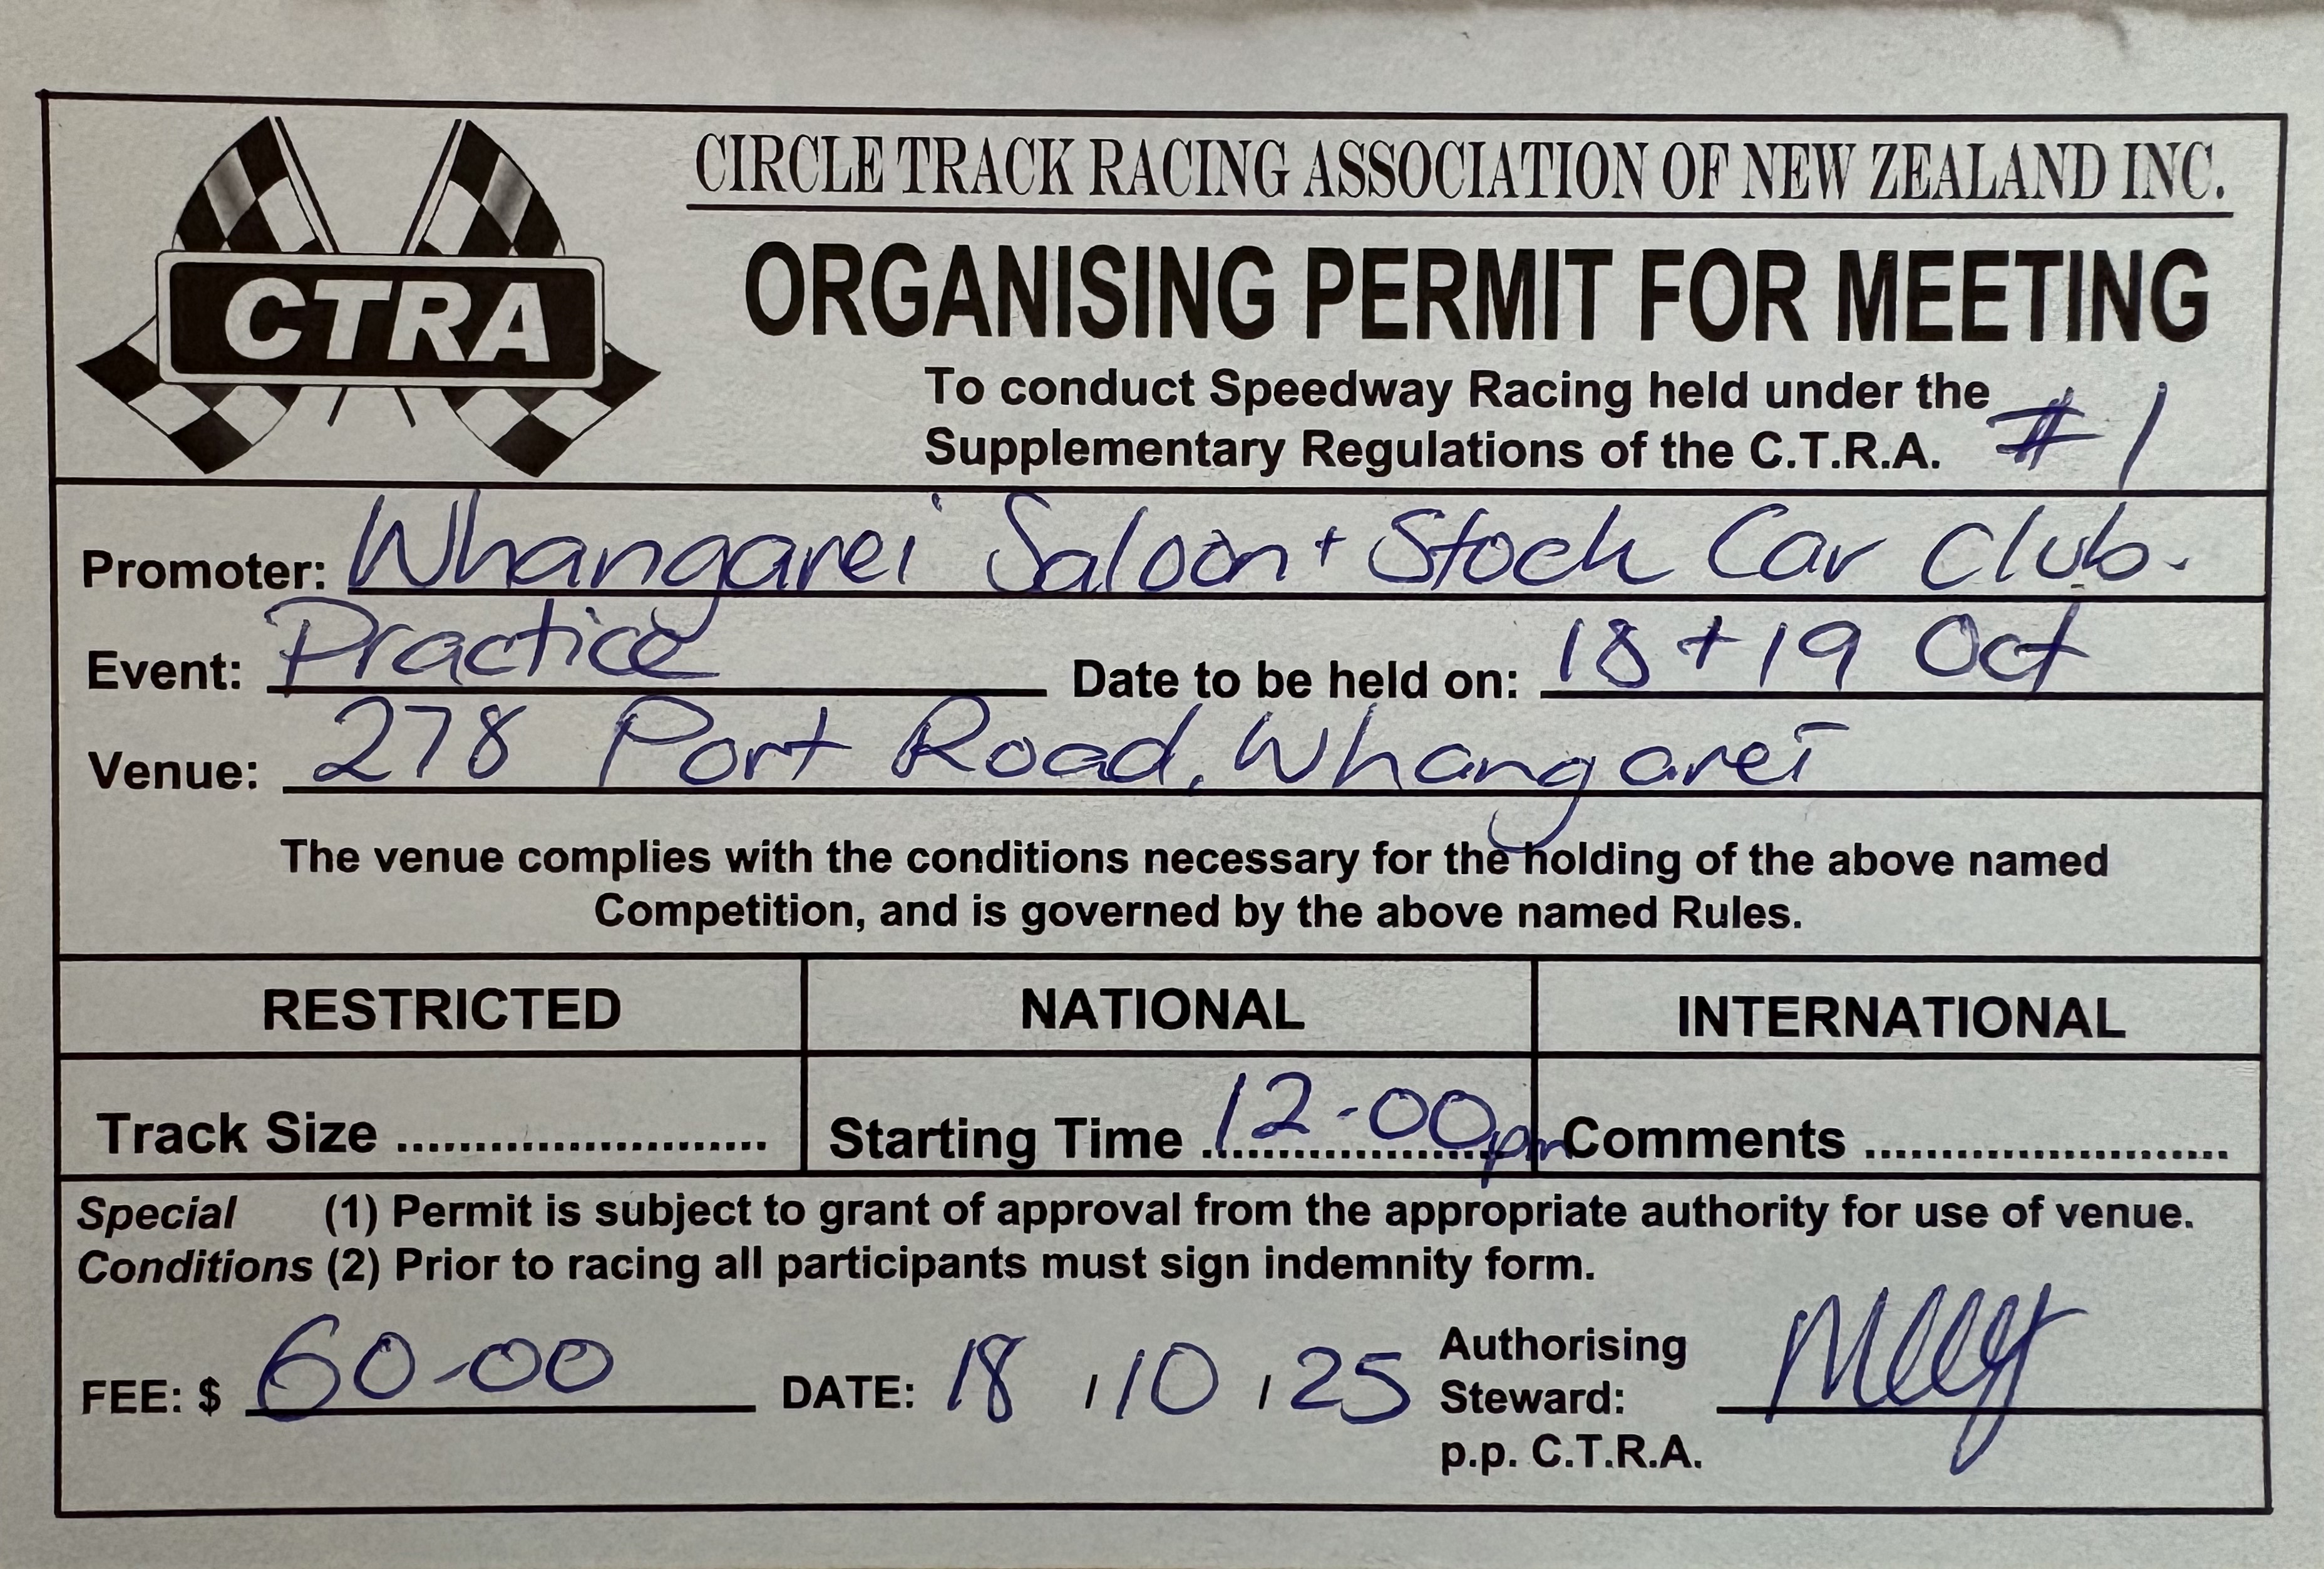 CIRCLE TRACK RACING ASSOCIATION OF NEW ZEALAND INC.
CTRA
ORGANISING PERMIT FOR MEETING
To conduct Speedway Racing held under the
Supplementary Regulations of the C.T.R.A. #1
Promoter: Whangarei Saloon + Stock Car Club.
Event: Practice Date to be held on: 18 + 19 Oct
Venue: 278 Port Road, Whangarei
The venue complies with the conditions necessary for the holding of the above named
Competition, and is governed by the above named Rules.
RESTRICTED NATIONAL INTERNATIONAL
Track Size ........................ Starting Time 12-00pm Comments ........................
Special (1) Permit is subject to grant of approval from the appropriate authority for use of venue.
Conditions (2) Prior to racing all participants must sign indemnity form.
FEE: $ 60-00 DATE: 18 / 10 / 25 Authorising
Steward:
p.p. C.T.R.A.